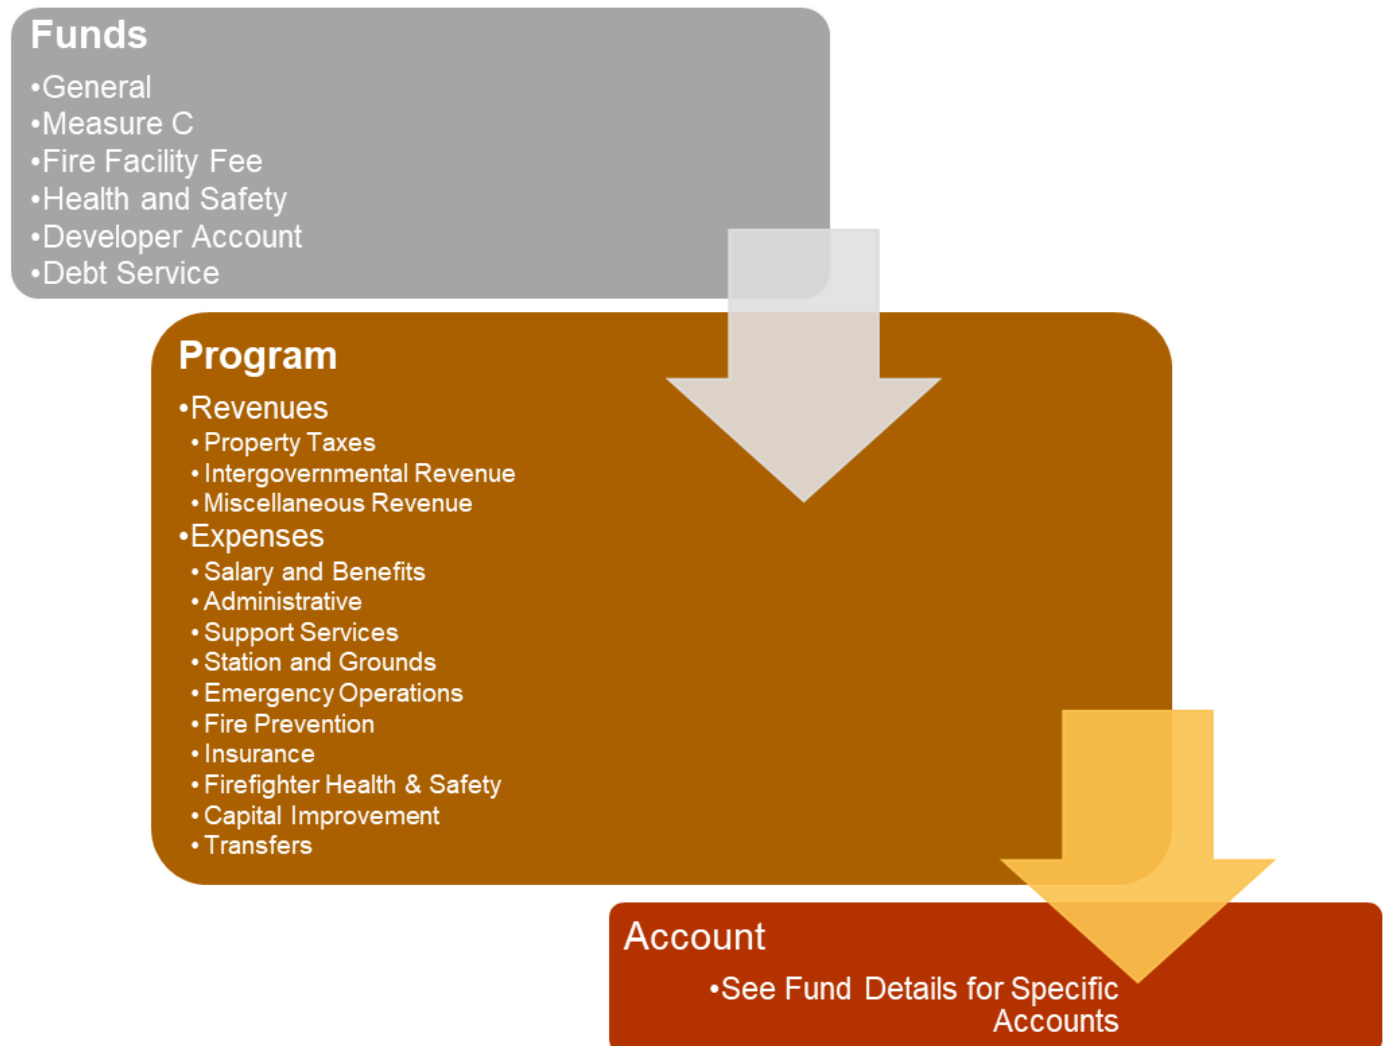 Funds
•General
•Measure C
•Fire Facility Fee
•Health and Safety
•Developer Account
•Debt Service
Program
•Revenues
•Property Taxes
•Intergovernmental Revenue
•Miscellaneous Revenue
•Expenses
•Salary and Benefits
•Administrative
•Support Services
•Station and Grounds
•Emergency Operations
•Fire Prevention
•Insurance
•Firefighter Health & Safety
•Capital Improvement
•Transfers
Account
•See Fund Details for Specific
Accounts